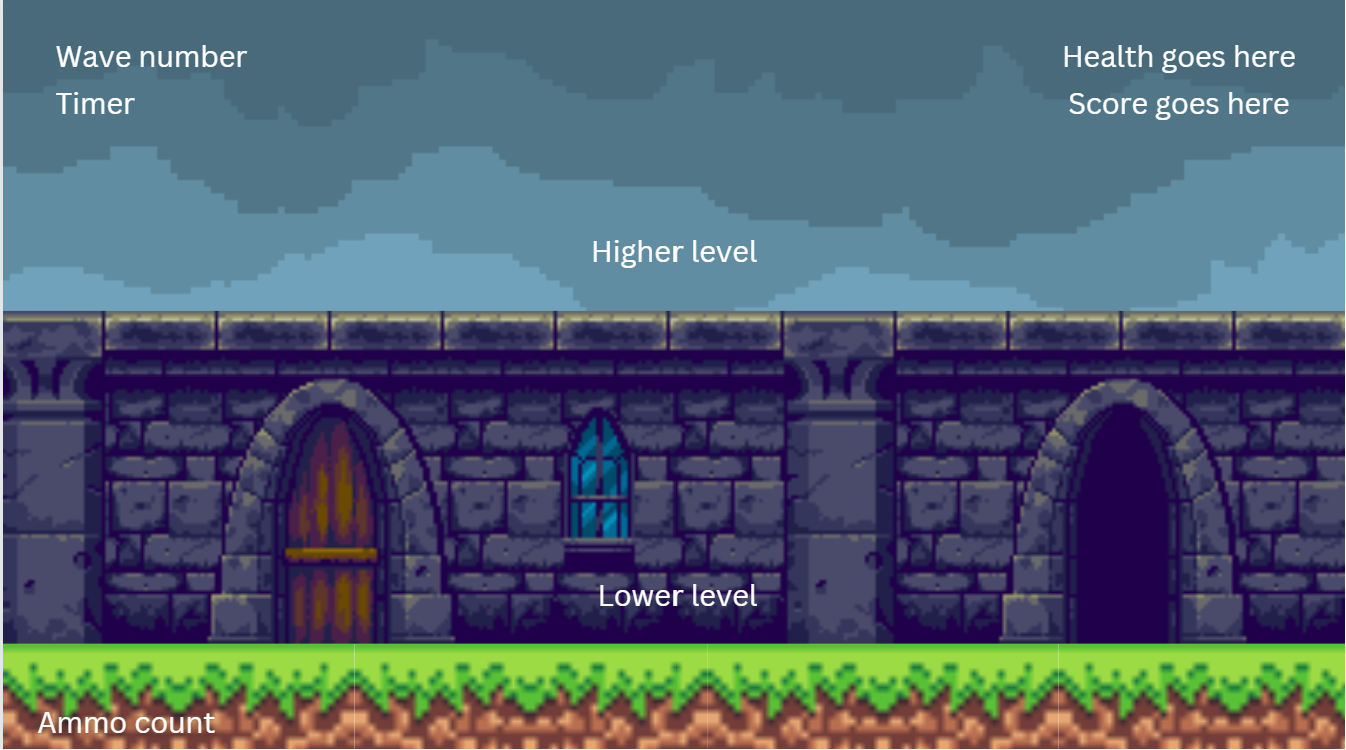 Wave number
Timer
Health goes here
Score goes here
Higher level
Lower level
Ammo count